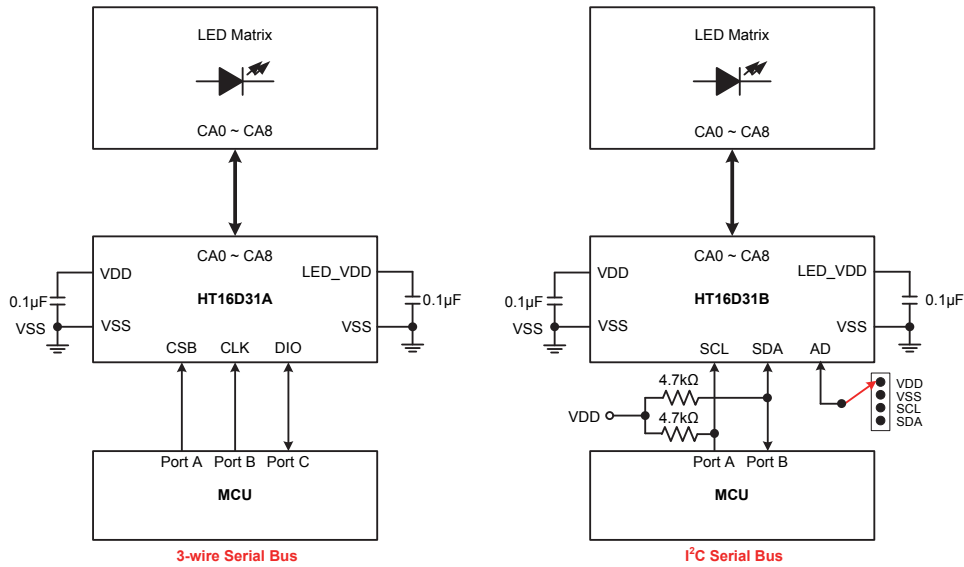 LED Matrix
CA0 ~ CA8
CA0 ~ CA8
VDD
LED_VDD
0.1µF
HT16D31A
0.1µF
VSS
VSS
VSS
CSB CLK DIO
Port A Port B Port C
MCU
3-wire Serial Bus
LED Matrix
CA0 ~ CA8
CA0 ~ CA8
VDD
LED_VDD
0.1µF
HT16D31B
0.1µF
VSS
VSS
VSS
SCL SDA AD
4.7kΩ
VDD
4.7kΩ
VDD
VSS
SCL
SDA
Port A Port B
MCU
I²C Serial Bus